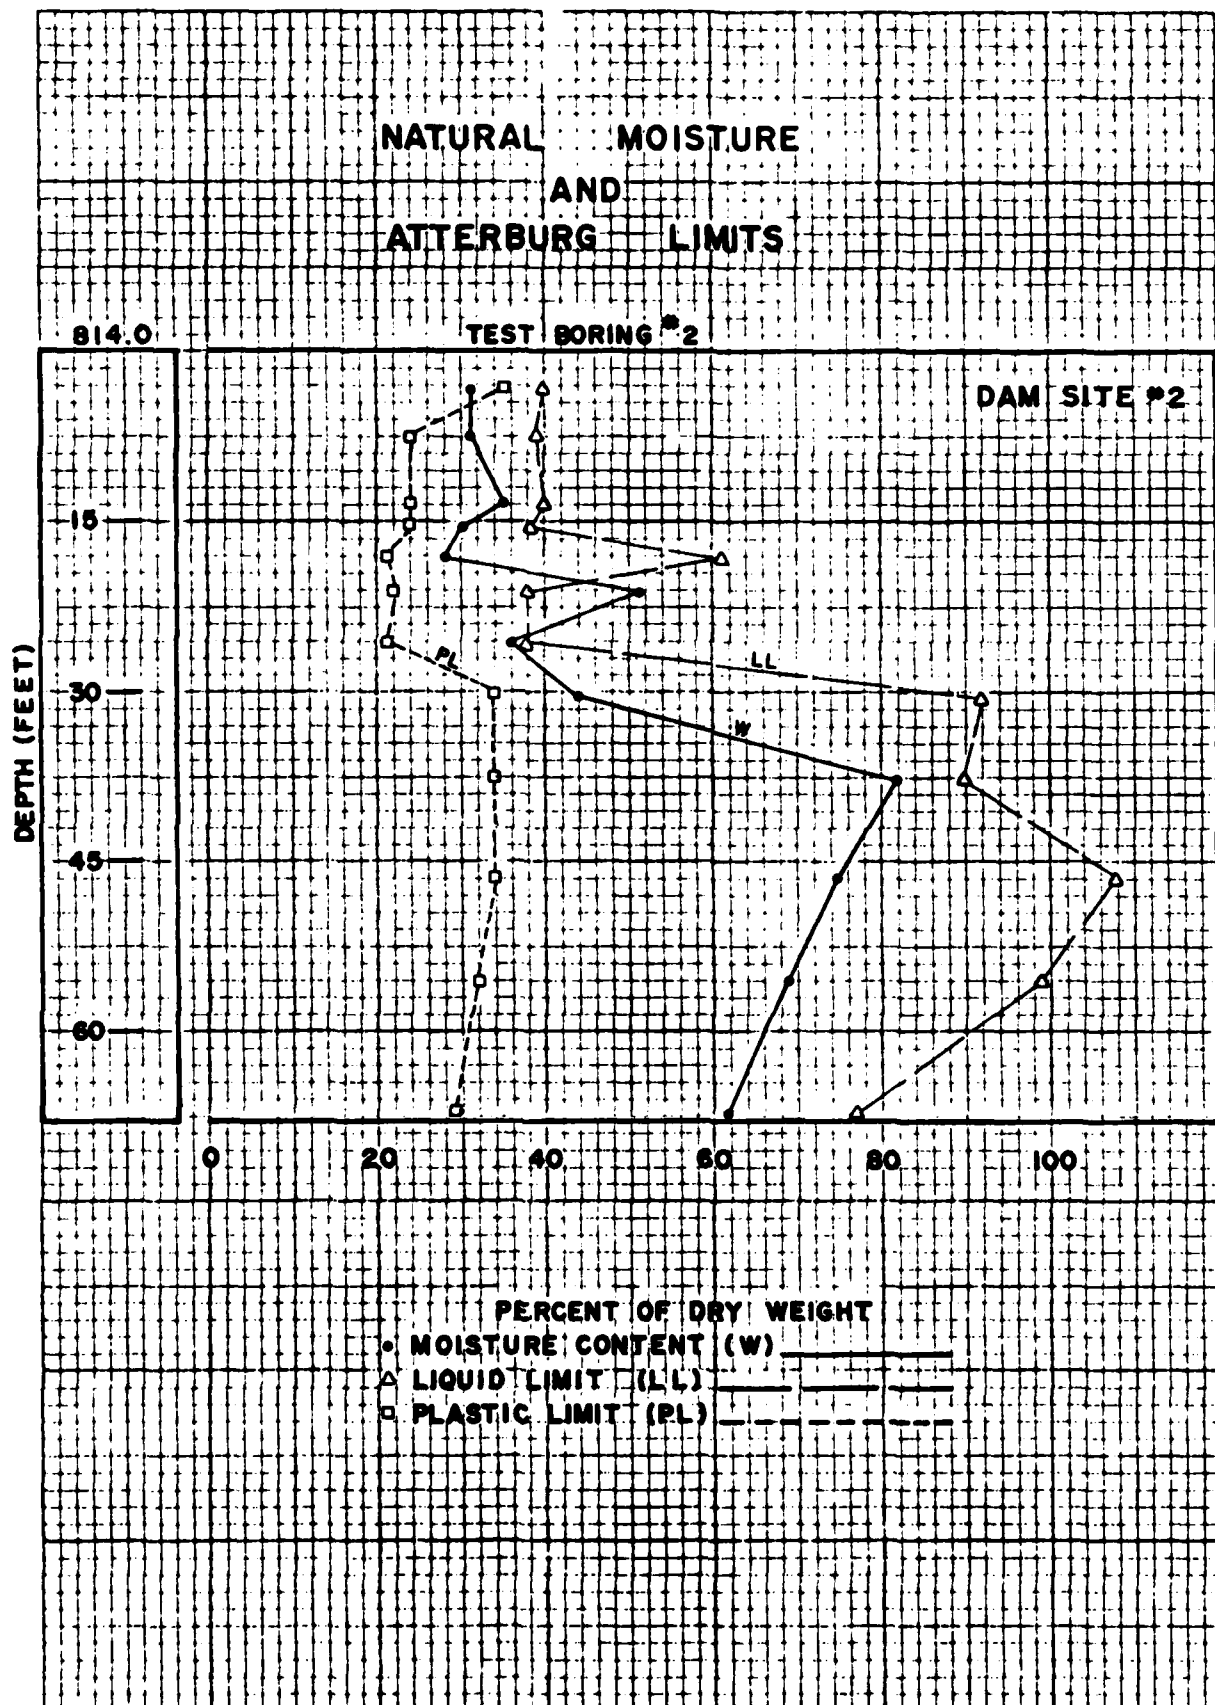 NATURAL MOISTURE
AND
ATTERBURG LIMITS
814.0
TEST BORING #2
DAM SITE #2
15
30
45
60
DEPTH (FEET)
PL
LL
W
0 20 40 60 80 100
PERCENT OF DRY WEIGHT
MOISTURE CONTENT (W)
LIQUID LIMIT (LL)
PLASTIC LIMIT (PL)